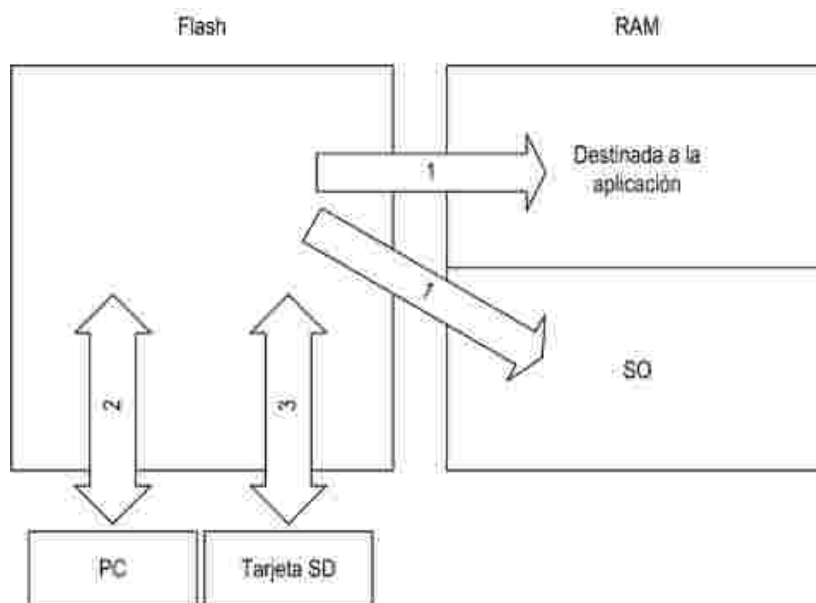 Flash
RAM
1
Destinada a la
aplicación
1
SO
2
3
PC
Tarjeta SD